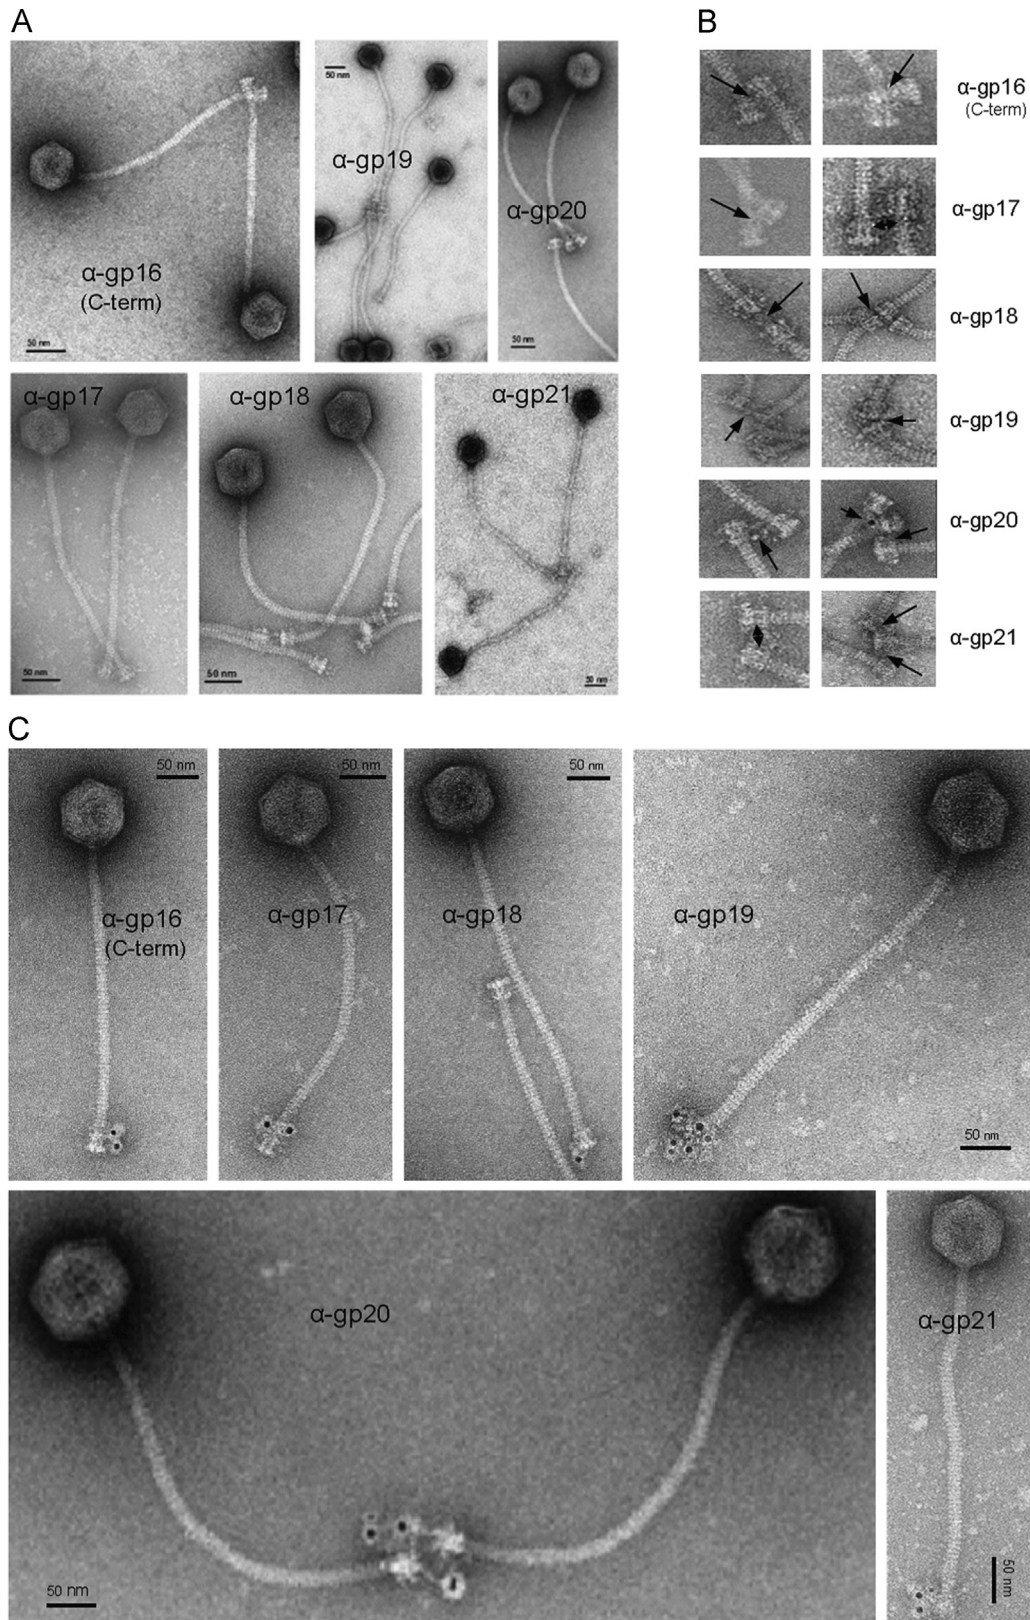 A
B
α-gp16
(C-term)
50 nm
50 nm
α-gp19
α-gp20
50 nm
α-gp17
50 nm
α-gp18
50 nm
α-gp21
50 nm
α-gp16
(C-term)
α-gp17
α-gp18
α-gp19
α-gp20
α-gp21
C
50 nm
α-gp16
(C-term)
50 nm
α-gp17
50 nm
α-gp18
α-gp19
50 nm
α-gp20
50 nm
α-gp21
50 nm